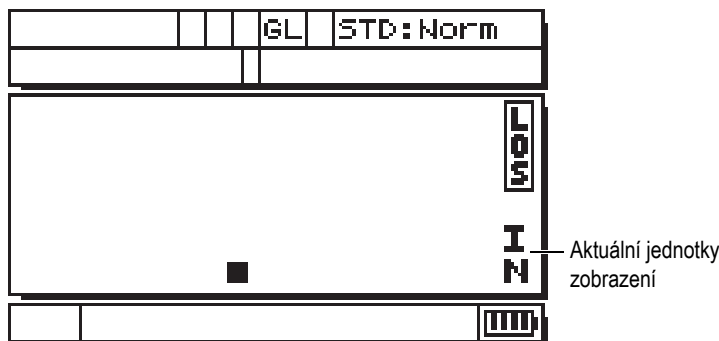 GL STD:Norm
LOS
IN
Aktuální jednotky
zobrazení